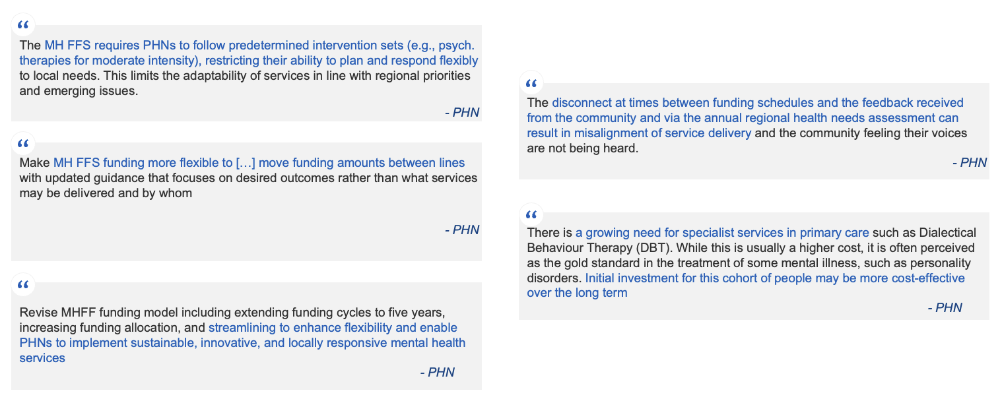 “
The MH FFS requires PHNs to follow predetermined intervention sets (e.g., psych.
therapies for moderate intensity), restricting their ability to plan and respond flexibly
to local needs. This limits the adaptability of services in line with regional priorities
and emerging issues.
- PHN
“
Make MH FFS funding more flexible to […] move funding amounts between lines
with updated guidance that focuses on desired outcomes rather than what services
may be delivered and by whom
- PHN
“
Revise MHFF funding model including extending funding cycles to five years,
increasing funding allocation, and streamlining to enhance flexibility and enable
PHNs to implement sustainable, innovative, and locally responsive mental health
services
- PHN
“
The disconnect at times between funding schedules and the feedback received
from the community and via the annual regional health needs assessment can
result in misalignment of service delivery and the community feeling their voices
are not being heard.
- PHN
“
There is a growing need for specialist services in primary care such as Dialectical
Behaviour Therapy (DBT). While this is usually a higher cost, it is often perceived
as the gold standard in the treatment of some mental illness, such as personality
disorders. Initial investment for this cohort of people may be more cost-effective
over the long term
- PHN